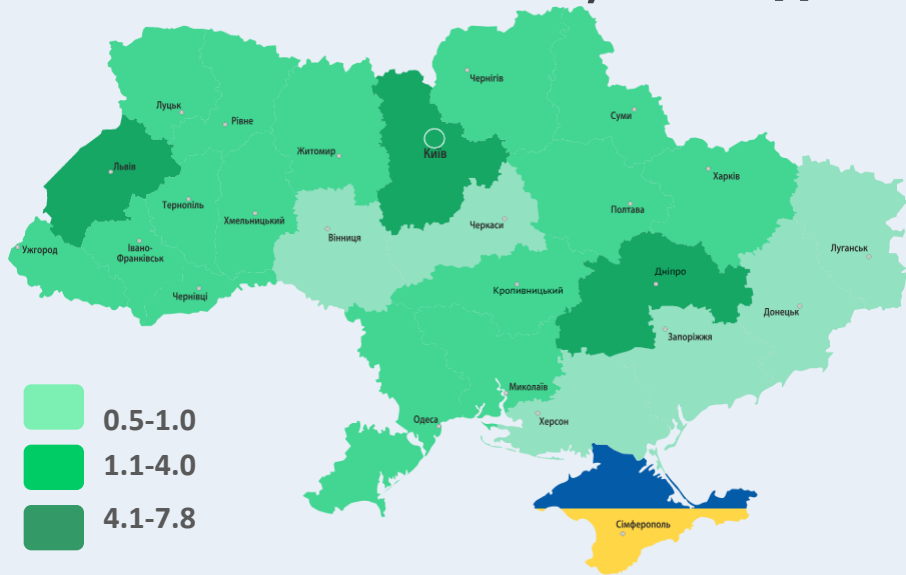 Чернігів
Луцьк
Рівне
Суми
Житомир
Київ
Львів
Харків
Тернопіль
Хмельницький
Полтава
Черкаси
Вінниця
Ужгород
Івано-
Франківськ
Луганськ
Дніпро
Чернівці
Кропивницький
Донецьк
Запоріжжя
Миколаїв
Одеса
Херсон
0.5-1.0
1.1-4.0
4.1-7.8
Сімферополь